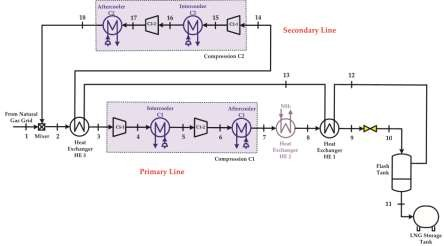 Aftercooler
C2
Intercooler
C2
18
17
16
15
14
C2-2
C2-1
Secondary Line
Compression C2
13
12
From Natural
Gas Grid
Intercooler
C1
Aftercooler
C1
NH3
1
Mixer
2
3
C1-1
4
5
C1-2
6
7
8
9
10
Heat
Exchanger
HE 3
Compression C1
Heat
Exchanger
HE 2
Heat
Exchanger
HE 1
Flash
Tank
Primary Line
11
LNG Storage
Tank